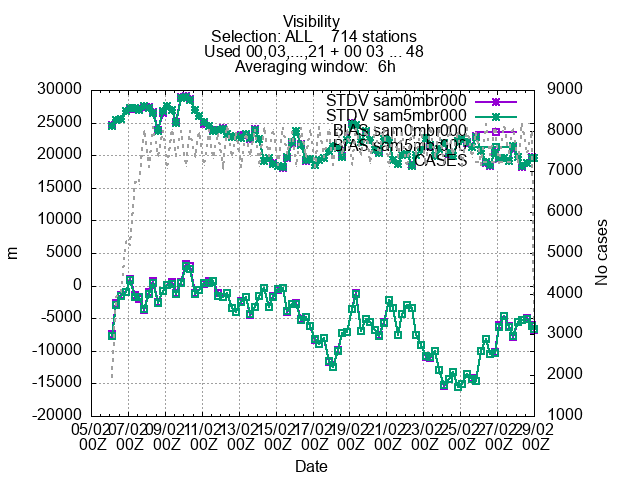 Visibility
Selection: ALL    714 stations
Used 00,03,...,21 + 00 03 ... 48
Averaging window:  6h
30000
25000
20000
15000
10000
5000
0
-5000
-10000
-15000
-20000
m
9000
8000
7000
6000
5000
4000
3000
2000
1000
No cases
STDV sam0mbr000
STDV sam5mbr000
BIAS sam0mbr000
BIAS sam5mbr000
CASES
05/02 07/02 09/02 11/02 13/02 15/02 17/02 19/02 21/02 23/02 25/02 27/02 29/02
00Z 00Z 00Z 00Z 00Z 00Z 00Z 00Z 00Z 00Z 00Z 00Z 00Z
Date